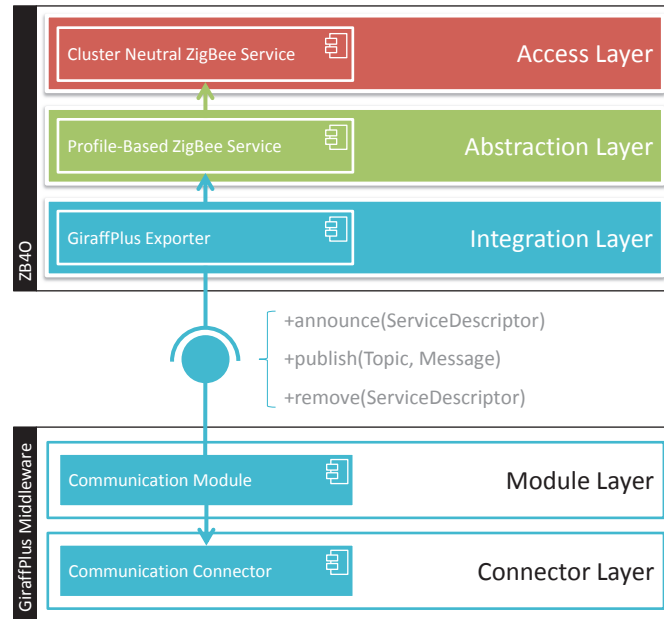 Cluster Neutral ZigBee Service
Access Layer
Profile-Based ZigBee Service
Abstraction Layer
GiraffPlus Exporter
Integration Layer
ZB4O
+announce(ServiceDescriptor)
+publish(Topic, Message)
+remove(ServiceDescriptor)
Communication Module
Module Layer
Communication Connector
Connector Layer
GiraffPlus Middleware